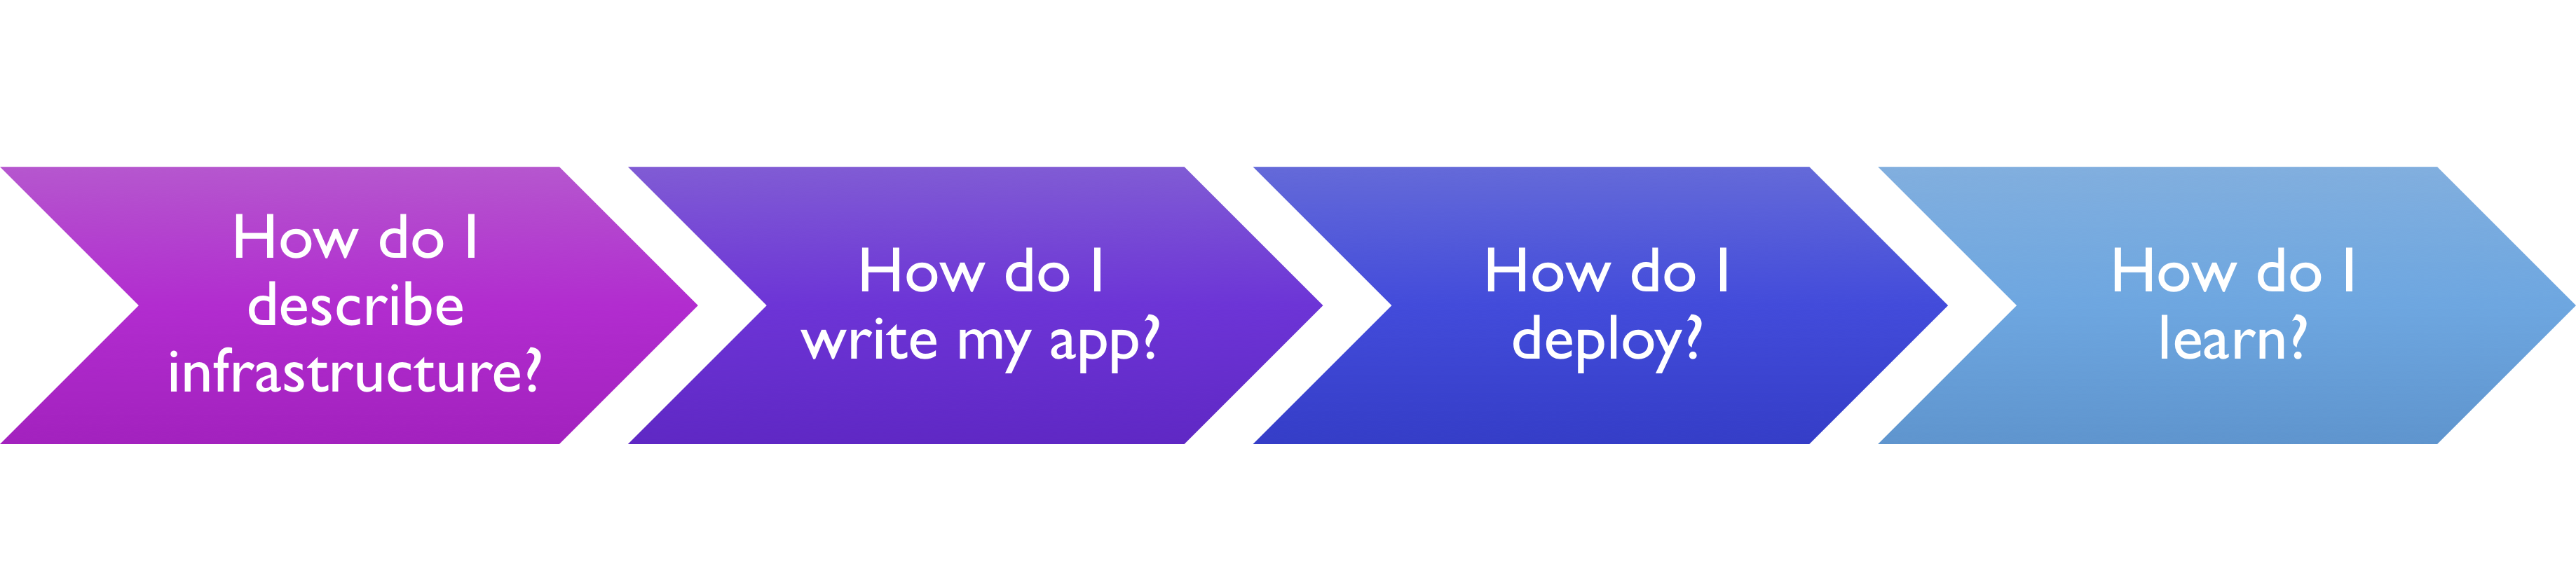 How do I
describe
infrastructure?
How do I
write my app?
How do I
deploy?
How do I
learn?